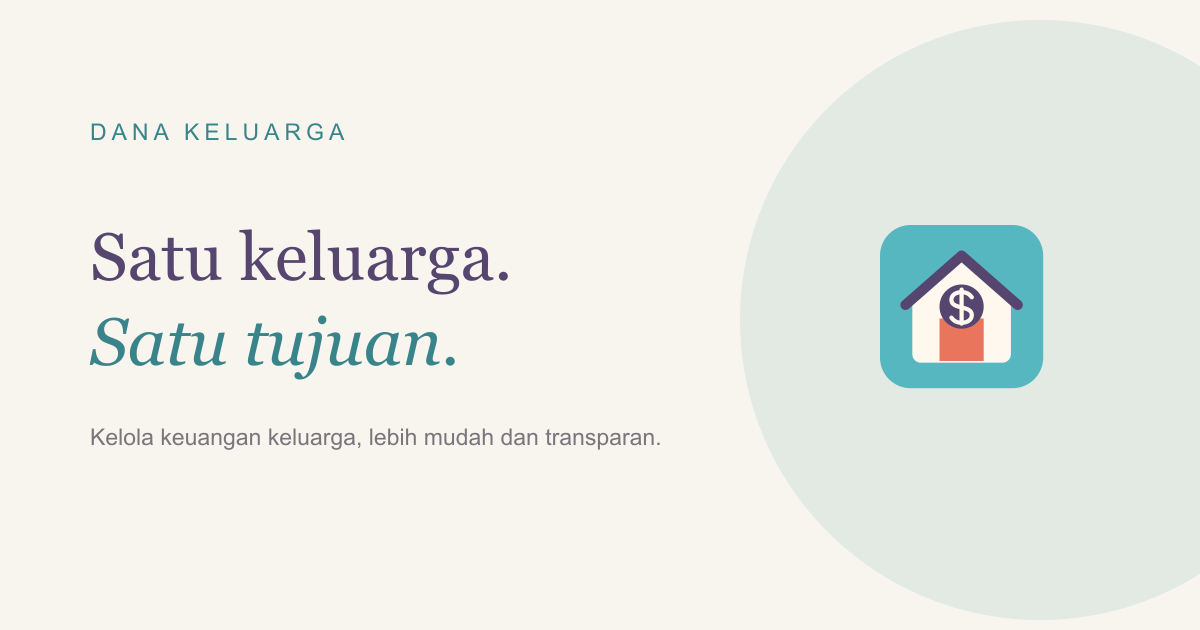 DANA KELUARGA
Satu keluarga.
Satu tujuan.
$
Kelola keuangan keluarga, lebih mudah dan transparan.